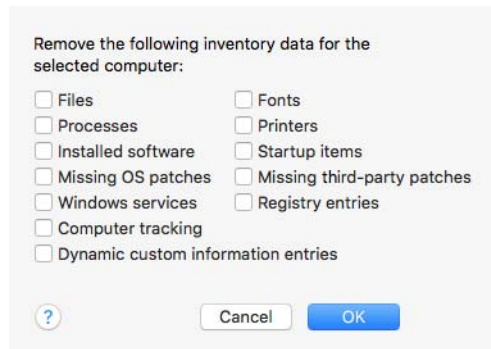 Remove the following inventory data for the
selected computer:
Files
Fonts
Processes
Printers
Installed software
Startup items
Missing OS patches
Missing third-party patches
Windows services
Registry entries
Computer tracking
Dynamic custom information entries
?
Cancel
OK